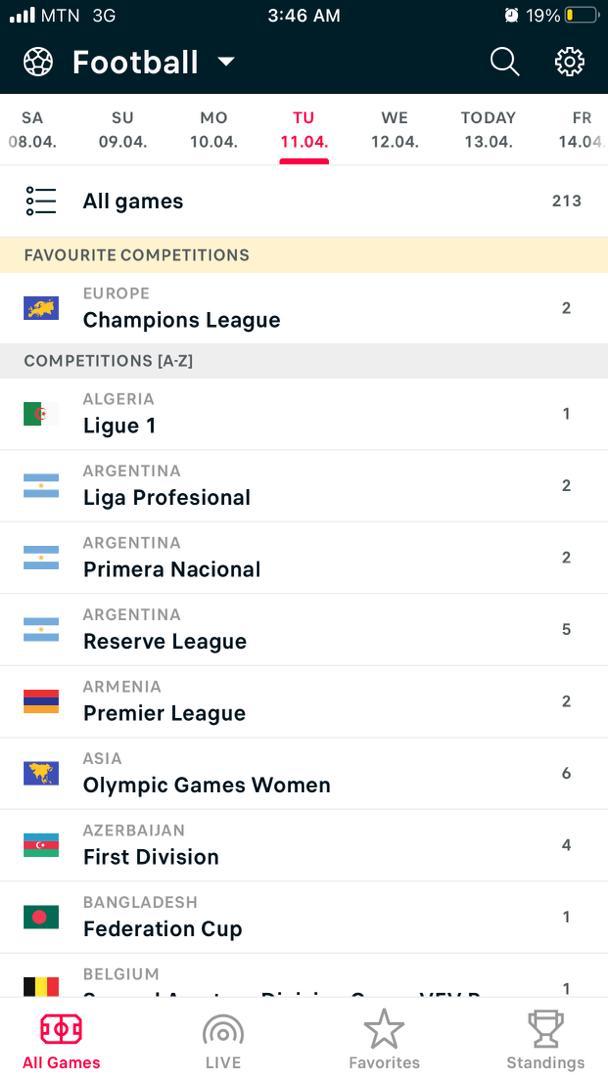 MTN 3G 3:46 AM 19%
Football
SA SU MO TU WE TODAY FR
08.04. 09.04. 10.04. 11.04. 12.04. 13.04. 14.04.
All games 213
FAVOURITE COMPETITIONS
EUROPE
Champions League 2
COMPETITIONS [A-Z]
ALGERIA
Ligue 1 1
ARGENTINA
Liga Profesional 2
ARGENTINA
Primera Nacional 2
ARGENTINA
Reserve League 5
ARMENIA
Premier League 2
ASIA
Olympic Games Women 6
AZERBAIJAN
First Division 4
BANGLADESH
Federation Cup 1
BELGIUM
1
All Games LIVE Favorites Standings